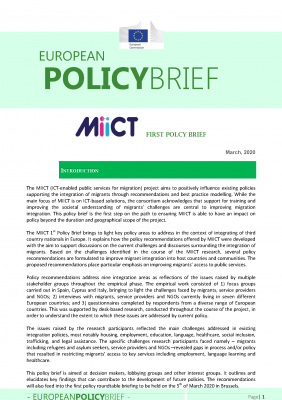 European
Commission
EUROPEAN
POLICYBRIEF
MiiCT
FIRST POLCY BRIEF
March, 2020
INTRODUCTION
The MIICT (ICT-enabled public services for migration) project aims to positively influence existing policies
supporting the integration of migrants through recommendations and best practice modelling. While the
main focus of MIICT is on ICT-based solutions, the consortium acknowledges that support for training and
improving the societal understanding of migrants' challenges are central to improving migration
integration. This policy brief is the first step on the path to ensuring MIICT is able to have an impact on
policy beyond the duration and geographical scope of the project.
The MIICT 1st Policy Brief brings to light key policy areas to address in the context of integrating of third
country nationals in Europe. It explains how the policy recommendations offered by MIICT were developed
with the aim to support discussions on the current challenges and discourses surrounding the integration of
migrants. Based on the challenges identified in the course of the MIICT research, several policy
recommendations are formulated to improve migrant integration into host countries and communities. The
proposed recommendations place particular emphasis on improving migrants' access to public services.
Policy recommendations address nine integration areas as reflections of the issues raised by multiple
stakeholder groups throughout the empirical phase. The empirical work consisted of 1) focus groups
carried out in Spain, Cyprus and Italy, bringing to light the challenges faced by migrants, service providers
and NGOs; 2) interviews with migrants, service providers and NGOs currently living in seven different
European countries; and 3) questionnaires completed by respondents from a diverse range of European
countries. This was supported by desk-based research, conducted throughout the course of the project, in
order to understand the extent to which these issues are addressed by current policy.
The issues raised by the research participants reflected the main challenges addressed in existing
integration policies, most notably housing, employment, education, language, healthcare, social inclusive,
trafficking, and legal assistance. The specific challenges research participants faced namely – migrants
including refugees and asylum seekers, service providers and NGOs –revealed gaps in process and/or policy
that resulted in restricting migrants' access to key services including employment, language learning and
healthcare.
This policy brief is aimed at decision makers, lobbying groups and other interest groups. It outlines and
elucidates key findings that can contribute to the development of future policies. The recommendations
will also feed into the first policy roundtable briefing to be held on the 5th of March 2020 in Brussels.
- EUROPEANPOLICYBRIEF -
Page | 1